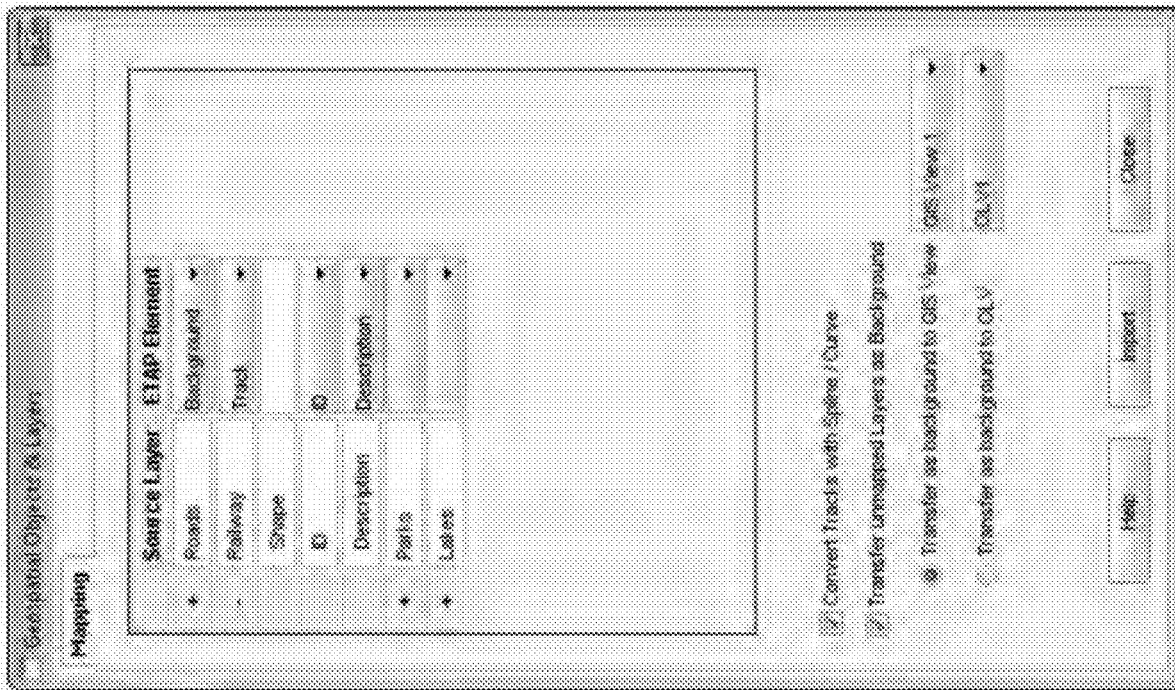 Geospatial Objects & Layers
Mapping
Source Layer ETAP Element
+ Roads Background
- Railway Track
Shape
ID ID
Description Description
+ Parks
+ Lakes
Convert Tracks with Spline / Curve
Transfer unmapped Layers as Background
Transfer as background to GIS View GIS View 1
Transfer as background to OLV OLV1
Help Import Close